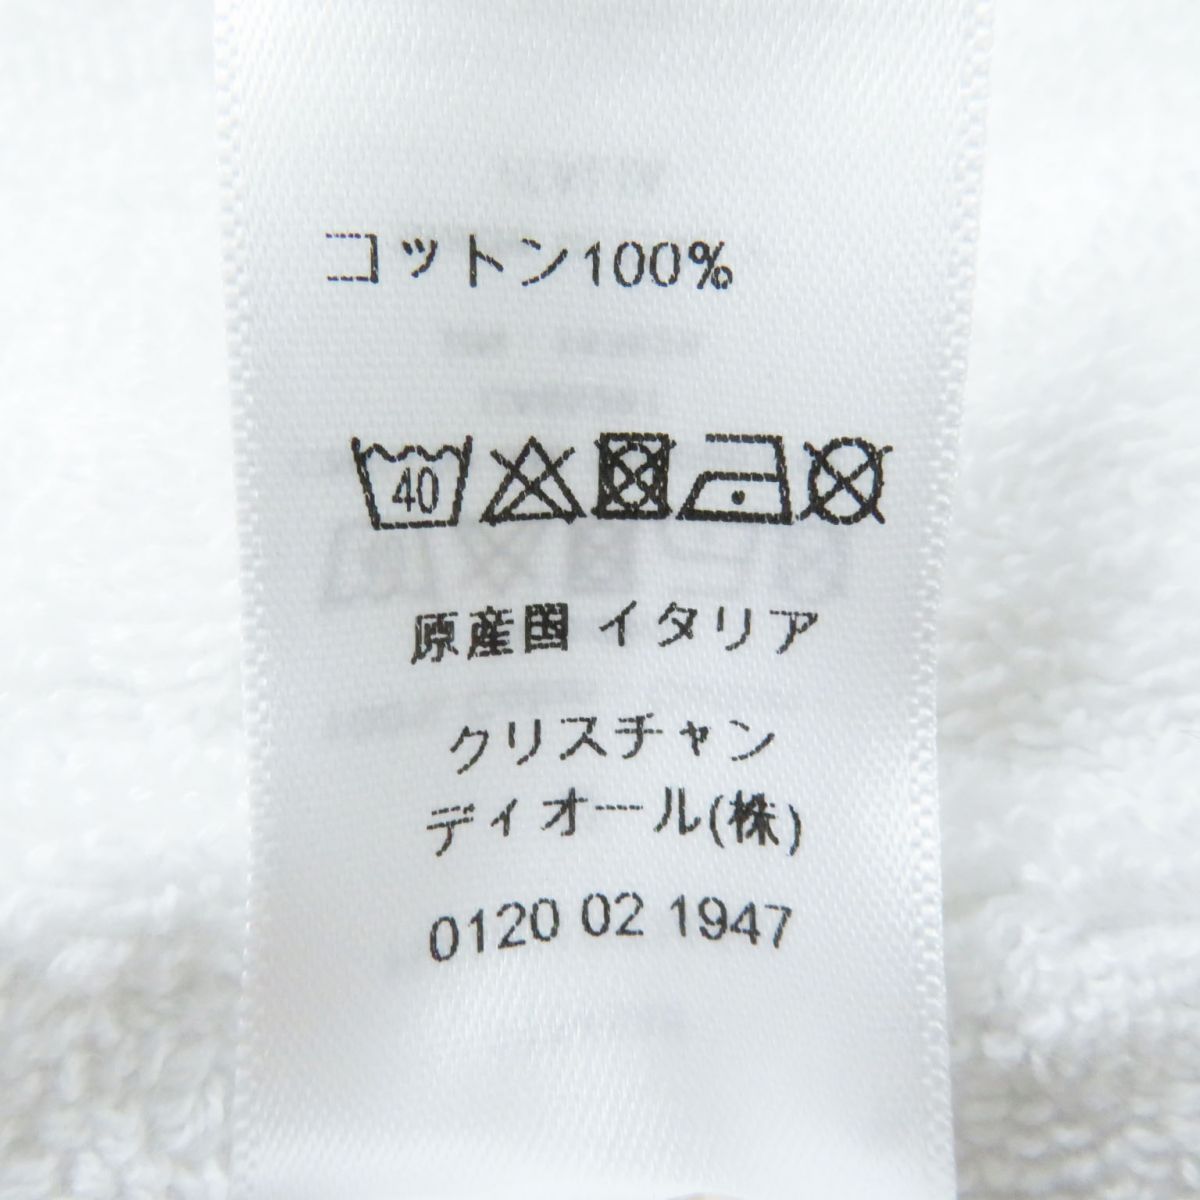 コットン100%
40
原産国 イタリア
クリスチャン
ディオール(株)
0120 02 1947